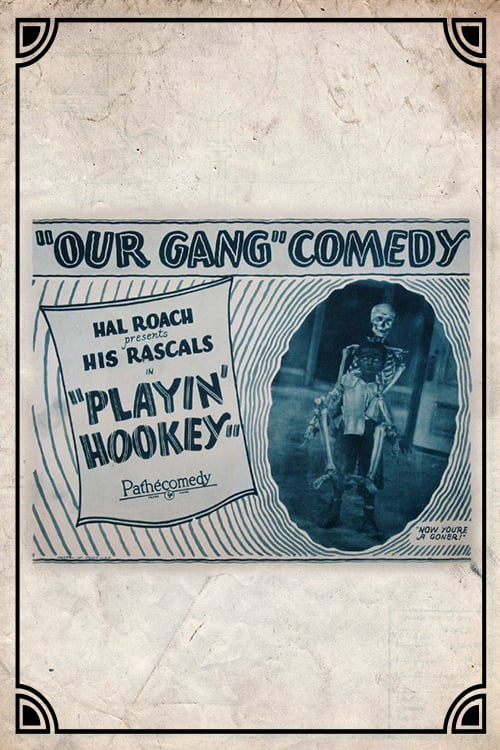 "OUR GANG" COMEDY
HAL ROACH
presents
HIS RASCALS
IN
"PLAYIN'
HOOKEY"
Pathécomedy
"NOW YOU'RE
A GONER!"